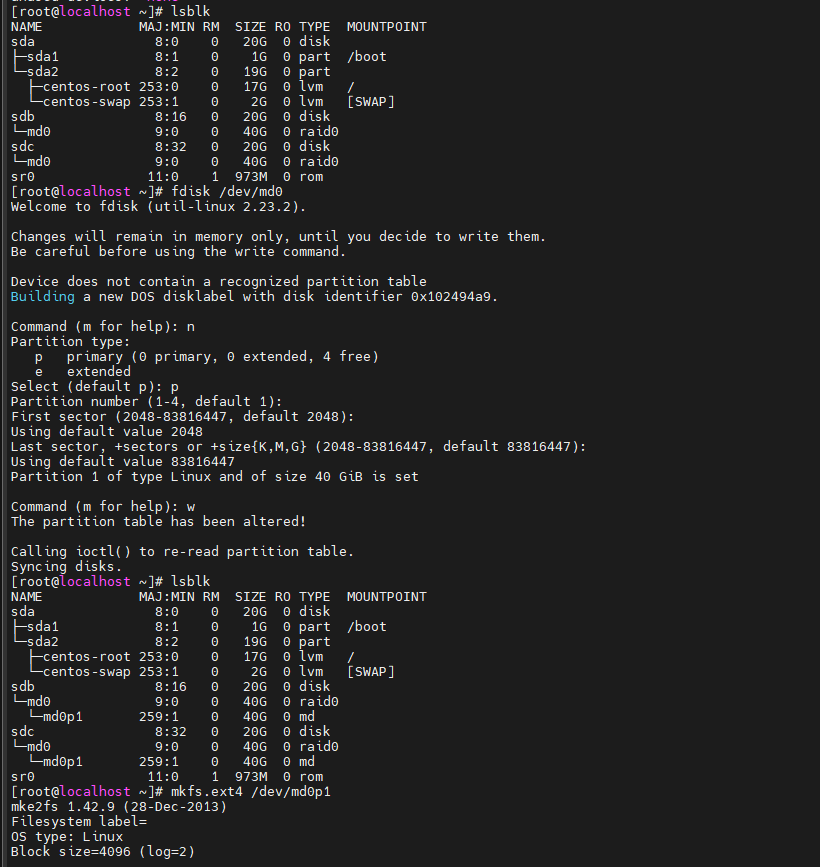 [root@localhost ~]# lsblk
NAME            MAJ:MIN RM  SIZE RO TYPE  MOUNTPOINT
sda               8:0    0   20G  0 disk
├─sda1            8:1    0    1G  0 part  /boot
└─sda2            8:2    0   19G  0 part
  ├─centos-root 253:0    0   17G  0 lvm   /
  └─centos-swap 253:1    0    2G  0 lvm   [SWAP]
sdb               8:16   0   20G  0 disk
└─md0             9:0    0   40G  0 raid0
sdc               8:32   0   20G  0 disk
└─md0             9:0    0   40G  0 raid0
sr0              11:0    1  973M  0 rom
[root@localhost ~]# fdisk /dev/md0
Welcome to fdisk (util-linux 2.23.2).

Changes will remain in memory only, until you decide to write them.
Be careful before using the write command.

Device does not contain a recognized partition table
Building a new DOS disklabel with disk identifier 0x102494a9.

Command (m for help): n
Partition type:
   p   primary (0 primary, 0 extended, 4 free)
   e   extended
Select (default p): p
Partition number (1-4, default 1):
First sector (2048-83816447, default 2048):
Using default value 2048
Last sector, +sectors or +size{K,M,G} (2048-83816447, default 83816447):
Using default value 83816447
Partition 1 of type Linux and of size 40 GiB is set

Command (m for help): w
The partition table has been altered!

Calling ioctl() to re-read partition table.
Syncing disks.
[root@localhost ~]# lsblk
NAME            MAJ:MIN RM  SIZE RO TYPE  MOUNTPOINT
sda               8:0    0   20G  0 disk
├─sda1            8:1    0    1G  0 part  /boot
└─sda2            8:2    0   19G  0 part
  ├─centos-root 253:0    0   17G  0 lvm   /
  └─centos-swap 253:1    0    2G  0 lvm   [SWAP]
sdb               8:16   0   20G  0 disk
└─md0             9:0    0   40G  0 raid0
  └─md0p1       259:1    0   40G  0 md
sdc               8:32   0   20G  0 disk
└─md0             9:0    0   40G  0 raid0
  └─md0p1       259:1    0   40G  0 md
sr0              11:0    1  973M  0 rom
[root@localhost ~]# mkfs.ext4 /dev/md0p1
mke2fs 1.42.9 (28-Dec-2013)
Filesystem label=
OS type: Linux
Block size=4096 (log=2)